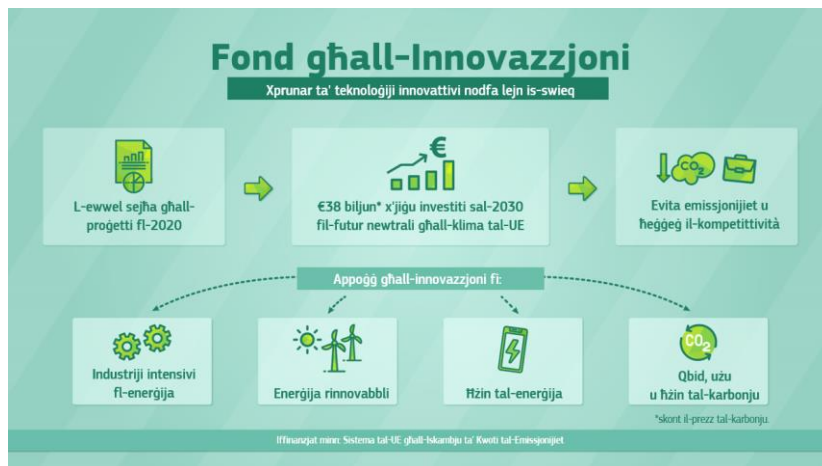 Fond għall-Innovazzjoni
Xprunar ta' teknoloġiji innovattivi nodfa lejn is-swieq
L-ewwel sejħa għall-
proġetti fl-2020
€
€38 biljun* x'jiġu investiti sal-2030
fil-futur newtrali għall-klima tal-UE
CO₂
Evita emissjonijiet u
ħeġġeġ il-kompetittività
Appoġġ għall-innovazzjoni fi:
Industriji intensivi
fl-enerġija
Enerġija rinnovabbli
Ħżin tal-enerġija
CO₂
Qbid, użu
u ħżin tal-karbonju
*skont il-prezz tal-karbonju.
Iffinanzjat minn: Sistema tal-UE għall-Iskambju ta' Kwoti tal-Emissjonijiet